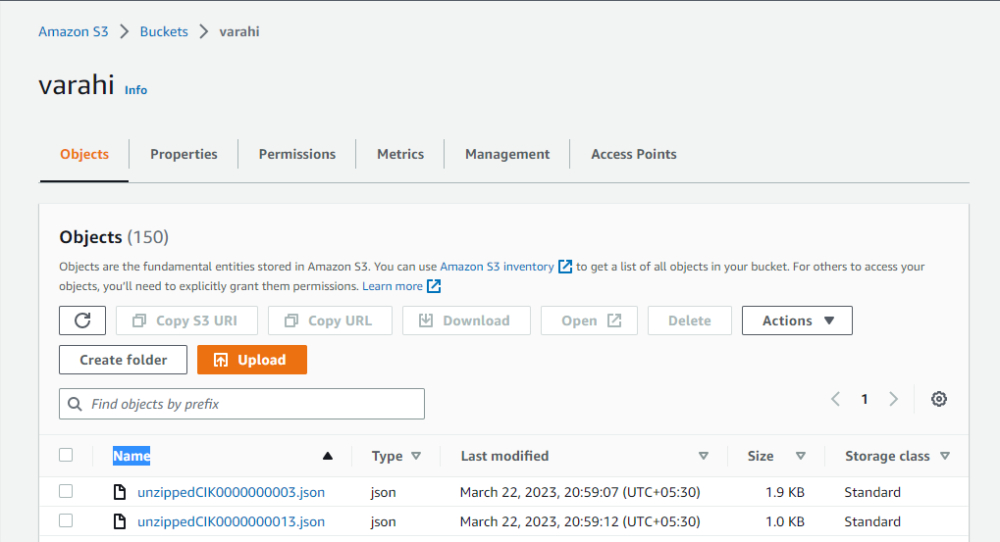 Amazon S3 > Buckets > varahi
varahi Info
Objects Properties Permissions Metrics Management Access Points
Objects (150)
Objects are the fundamental entities stored in Amazon S3. You can use Amazon S3 inventory to get a list of all objects in your bucket. For others to access your
objects, you'll need to explicitly grant them permissions. Learn more
Copy S3 URI Copy URL Download Open Delete Actions
Create folder Upload
Find objects by prefix 1
Name Type Last modified Size Storage class
unzippedCIK0000000003.json json March 22, 2023, 20:59:07 (UTC+05:30) 1.9 KB Standard
unzippedCIK0000000013.json json March 22, 2023, 20:59:12 (UTC+05:30) 1.0 KB Standard